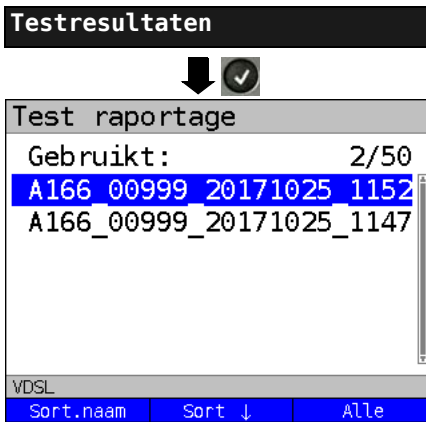 Testresultaten
Test raportage
Gebruikt: 2/50
A166_00999_20171025_1152
A166_00999_20171025_1147
VDSL
Sort.naam Sort ↓ Alle